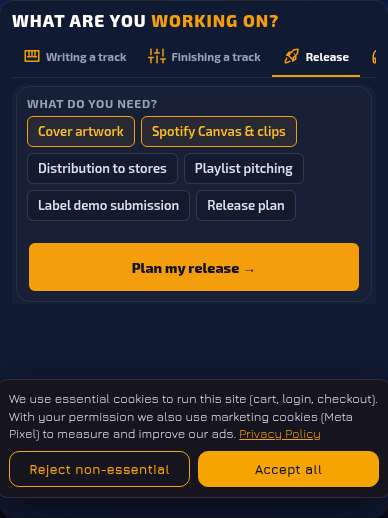 WHAT ARE YOU WORKING ON?
Writing a track Finishing a track Release
WHAT DO YOU NEED?
Cover artwork Spotify Canvas & clips
Distribution to stores Playlist pitching
Label demo submission Release plan
Plan my release →
We use essential cookies to run this site (cart, login, checkout).
With your permission we also use marketing cookies (Meta
Pixel) to measure and improve our ads. Privacy Policy
Reject non-essential Accept all